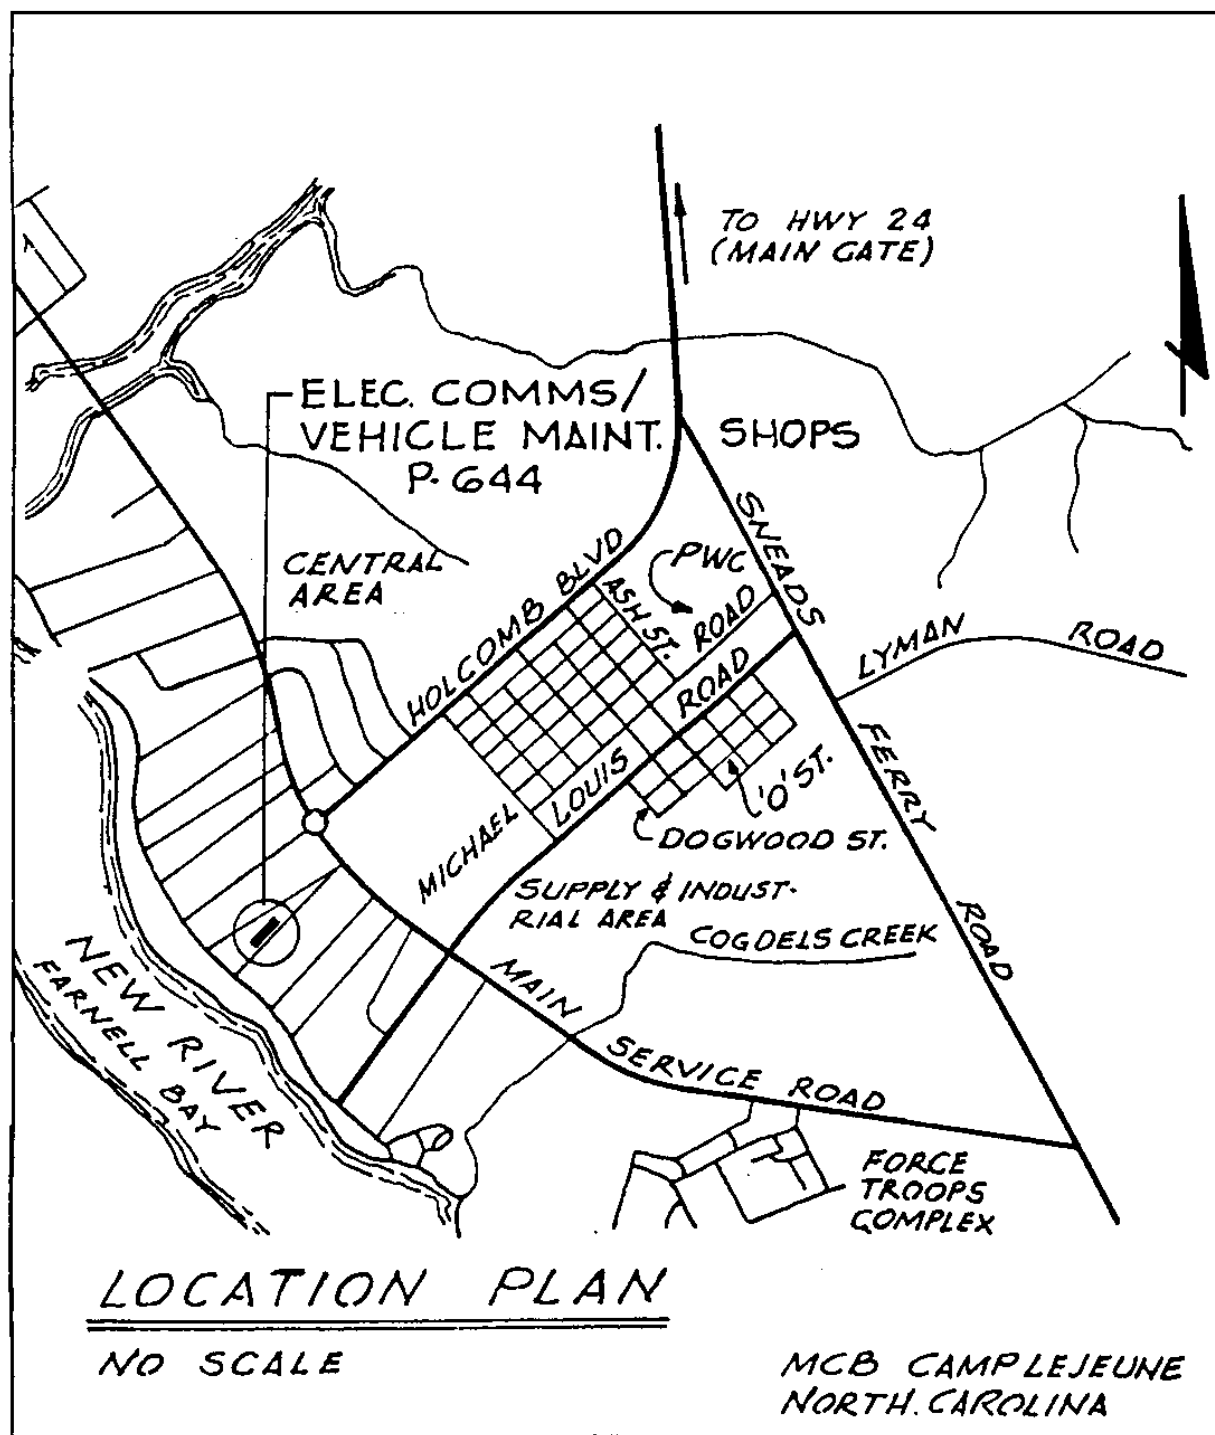 TO HWY 24
(MAIN GATE)
ELEC. COMMS/
VEHICLE MAINT. SHOPS
P-644
SNEADS FERRY ROAD
PWC
ROAD
ASH ST.
HOLCOMB BLVD
CENTRAL
AREA
LYMAN ROAD
MICHAEL LOUIS ROAD
'O' ST.
DOGWOOD ST.
SUPPLY & INDUST-
RIAL AREA
COGDELS CREEK
MAIN SERVICE ROAD
NEW RIVER
FARNELL BAY
FORCE
TROOPS
COMPLEX
LOCATION PLAN
NO SCALE
MCB CAMP LEJEUNE
NORTH. CAROLINA